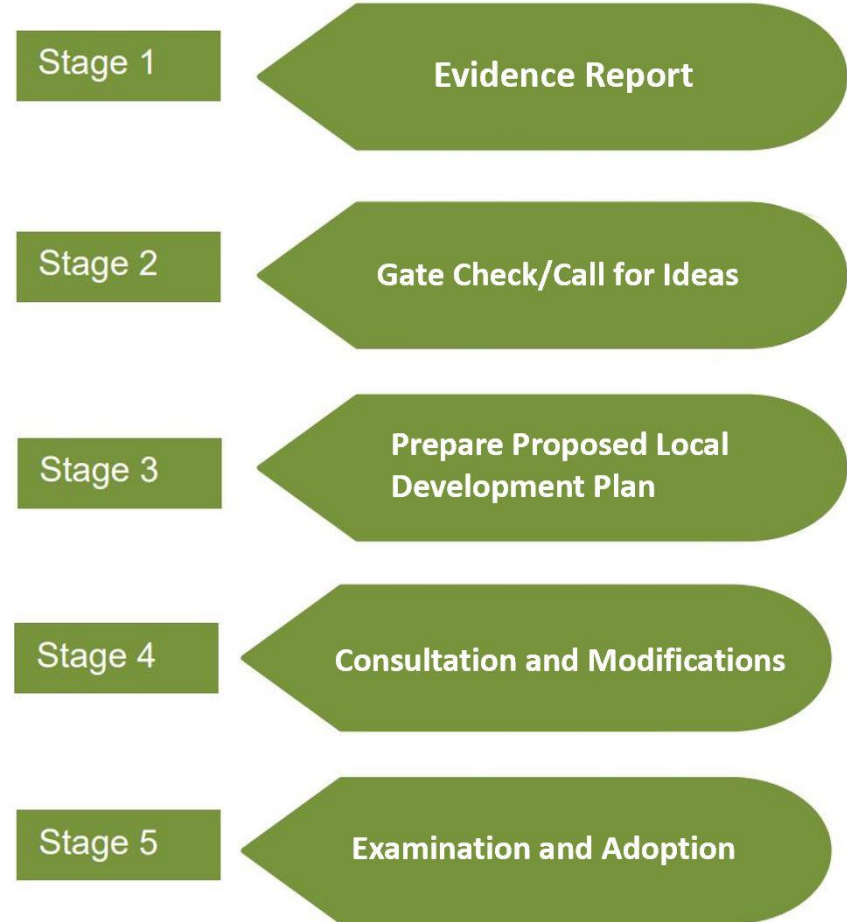 Stage 1
Evidence Report
Stage 2
Gate Check/Call for Ideas
Stage 3
Prepare Proposed Local
Development Plan
Stage 4
Consultation and Modifications
Stage 5
Examination and Adoption